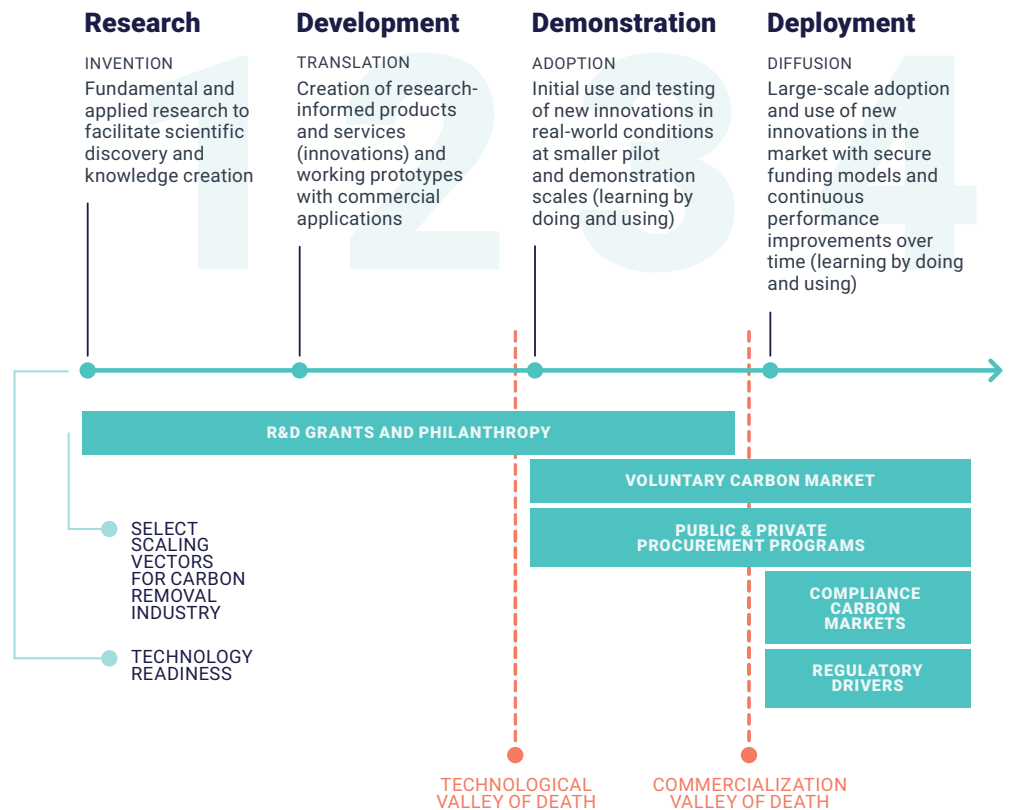 Research
INVENTION
Fundamental and
applied research to
facilitate scientific
discovery and
knowledge creation
1
Development
TRANSLATION
Creation of research-
informed products
and services
(innovations) and
working prototypes
with commercial
applications
2
Demonstration
ADOPTION
Initial use and testing
of new innovations in
real-world conditions
at smaller pilot
and demonstration
scales (learning by
doing and using)
3
Deployment
DIFFUSION
Large-scale adoption
and use of new
innovations in the
market with secure
funding models and
continuous
performance
improvements over
time (learning by doing
and using)
4
R&D GRANTS AND PHILANTHROPY
VOLUNTARY CARBON MARKET
PUBLIC & PRIVATE
PROCUREMENT PROGRAMS
COMPLIANCE
CARBON
MARKETS
REGULATORY
DRIVERS
SELECT
SCALING
VECTORS
FOR CARBON
REMOVAL
INDUSTRY
TECHNOLOGY
READINESS
TECHNOLOGICAL
VALLEY OF DEATH
COMMERCIALIZATION
VALLEY OF DEATH